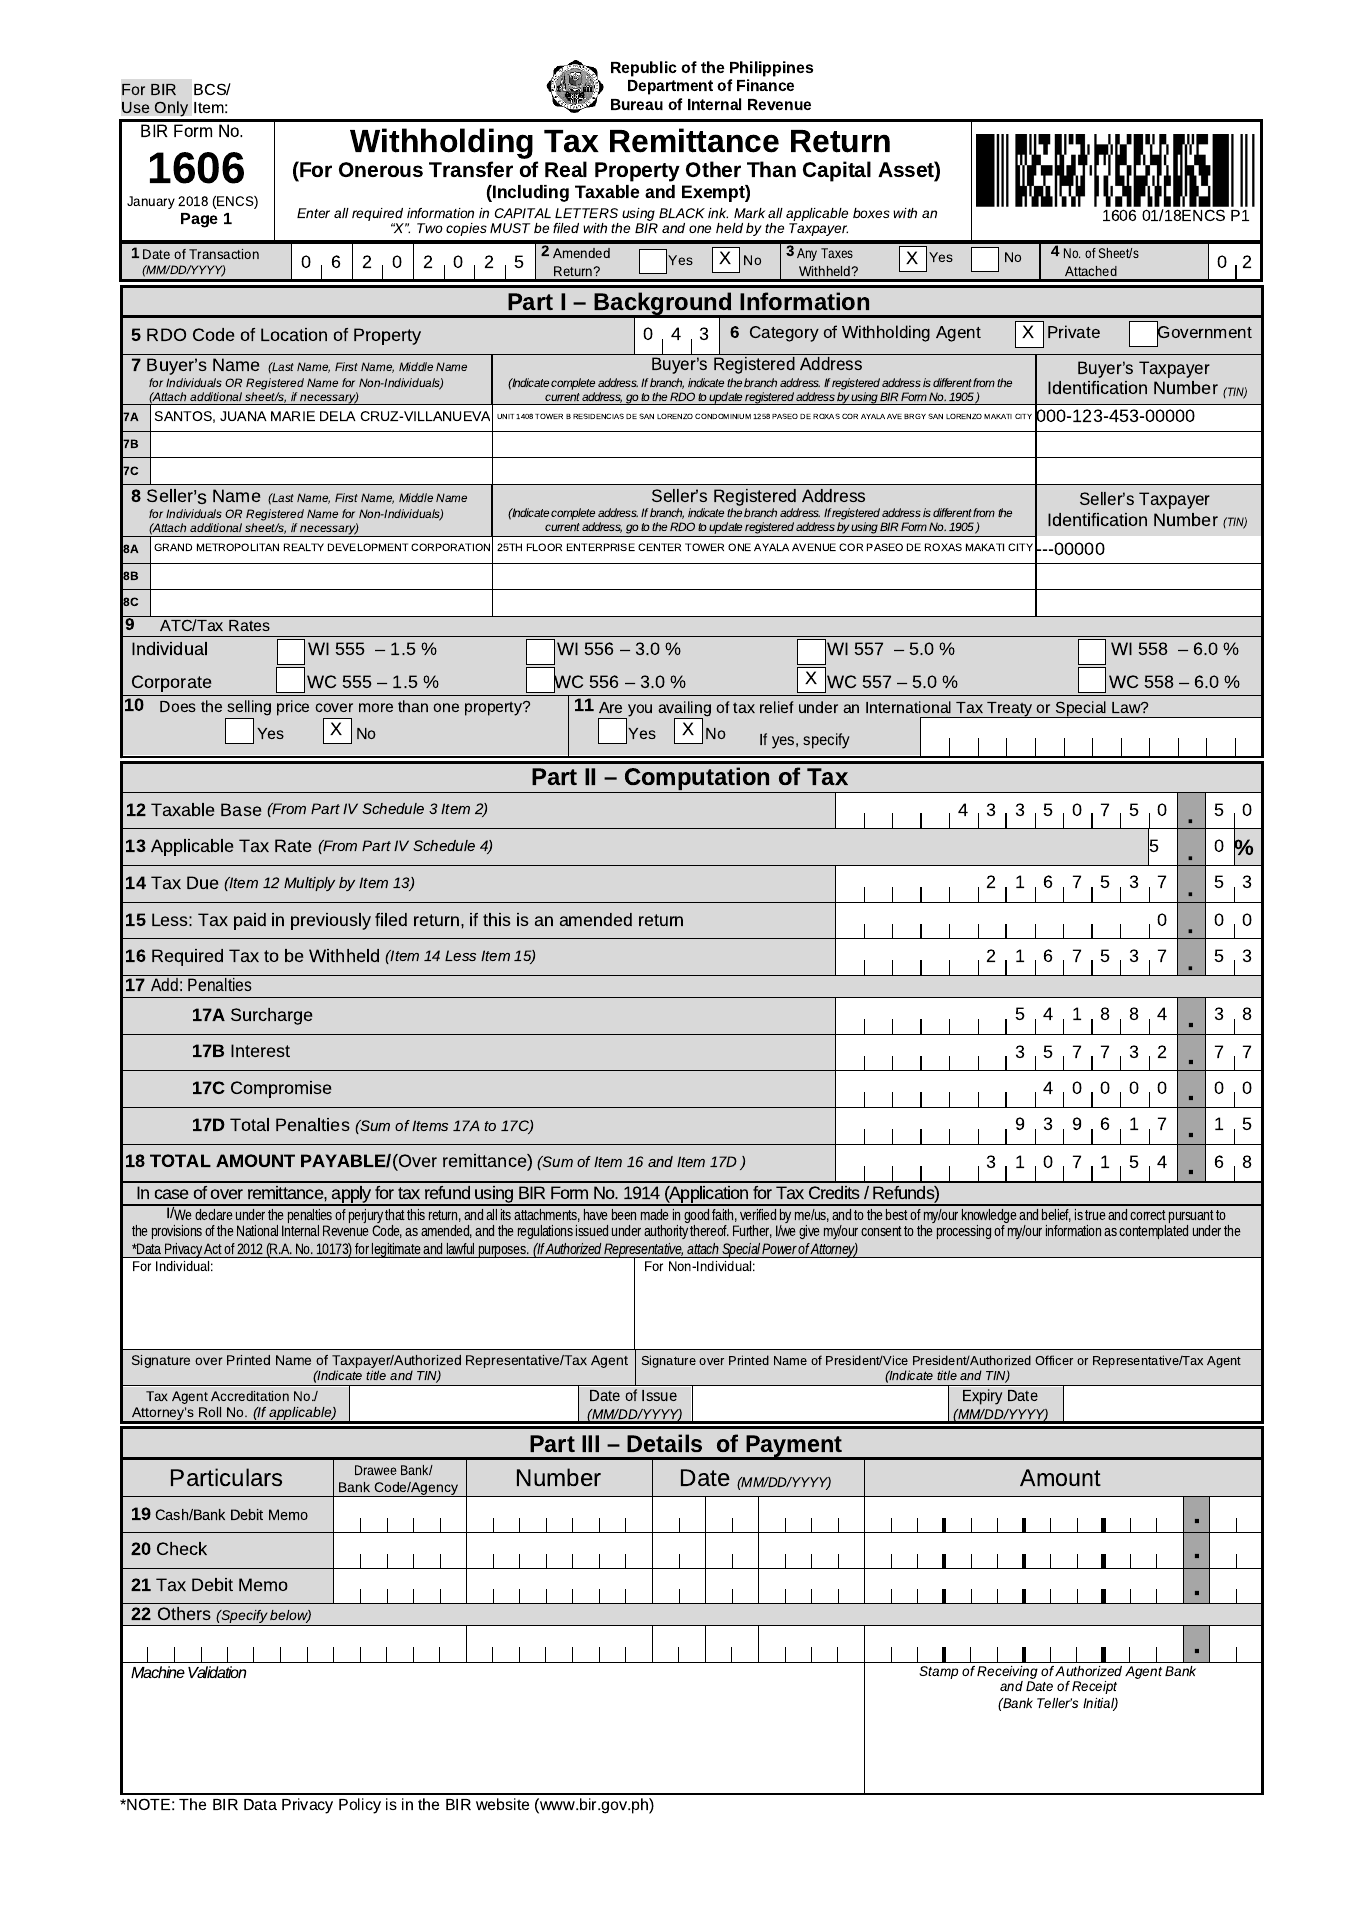 Republic of the Philippines
Department of Finance
Bureau of Internal Revenue
For BIR BCS/
Use Only Item:
BIR Form No.
1606
January 2018 (ENCS)
Page 1
Withholding Tax Remittance Return
(For Onerous Transfer of Real Property Other Than Capital Asset)
(Including Taxable and Exempt)
Enter all required information in CAPITAL LETTERS using BLACK ink. Mark all applicable boxes with an
“X”. Two copies MUST be filed with the BIR and one held by the Taxpayer.
1606 01/18ENCS P1
1 Date of Transaction (MM/DD/YYYY) 0 6 2 0 2 0 2 5 2 Amended Return? Yes X No 3 Any Taxes Withheld? X Yes No 4 No. of Sheet/s Attached 0 2
Part I – Background Information
5 RDO Code of Location of Property 0 4 3 6 Category of Withholding Agent X Private Government
7 Buyer’s Name (Last Name, First Name, Middle Name
for Individuals OR Registered Name for Non-Individuals)
(Attach additional sheet/s, if necessary)
Buyer’s Registered Address
(Indicate complete address. If branch, indicate the branch address. If registered address is different from the
current address, go to the RDO to update registered address by using BIR Form No. 1905 )
Buyer’s Taxpayer
Identification Number (TIN)
7A SANTOS, JUANA MARIE DELA CRUZ-VILLANUEVA UNIT 1408 TOWER B RESIDENCIAS DE SAN LORENZO CONDOMINIUM 1258 PASEO DE ROXAS COR AYALA AVE BRGY SAN LORENZO MAKATI CITY 000-123-453-00000
7B
7C
8 Seller’s Name (Last Name, First Name, Middle Name
for Individuals OR Registered Name for Non-Individuals)
(Attach additional sheet/s, if necessary)
Seller’s Registered Address
(Indicate complete address. If branch, indicate the branch address. If registered address is different from the
current address, go to the RDO to update registered address by using BIR Form No. 1905 )
Seller’s Taxpayer
Identification Number (TIN)
8A GRAND METROPOLITAN REALTY DEVELOPMENT CORPORATION 25TH FLOOR ENTERPRISE CENTER TOWER ONE AYALA AVENUE COR PASEO DE ROXAS MAKATI CITY ---00000
8B
8C
9 ATC/Tax Rates
Individual WI 555 – 1.5 % WI 556 – 3.0 % WI 557 – 5.0 % WI 558 – 6.0 %
Corporate WC 555 – 1.5 % WC 556 – 3.0 % X WC 557 – 5.0 % WC 558 – 6.0 %
10 Does the selling price cover more than one property?
Yes X No
11 Are you availing of tax relief under an International Tax Treaty or Special Law?
Yes X No If yes, specify
Part II – Computation of Tax
12 Taxable Base (From Part IV Schedule 3 Item 2) 4 3 3 5 0 7 5 0 . 5 0
13 Applicable Tax Rate (From Part IV Schedule 4) 5 . 0 %
14 Tax Due (Item 12 Multiply by Item 13) 2 1 6 7 5 3 7 . 5 3
15 Less: Tax paid in previously filed return, if this is an amended return 0 . 0 0
16 Required Tax to be Withheld (Item 14 Less Item 15) 2 1 6 7 5 3 7 . 5 3
17 Add: Penalties
17A Surcharge 5 4 1 8 8 4 . 3 8
17B Interest 3 5 7 7 3 2 . 7 7
17C Compromise 4 0 0 0 0 . 0 0
17D Total Penalties (Sum of Items 17A to 17C) 9 3 9 6 1 7 . 1 5
18 TOTAL AMOUNT PAYABLE/(Over remittance) (Sum of Item 16 and Item 17D ) 3 1 0 7 1 5 4 . 6 8
In case of over remittance, apply for tax refund using BIR Form No. 1914 (Application for Tax Credits / Refunds)
I/We declare under the penalties of perjury that this return, and all its attachments, have been made in good faith, verified by me/us, and to the best of my/our knowledge and belief, is true and correct pursuant to
the provisions of the National Internal Revenue Code, as amended, and the regulations issued under authority thereof. Further, I/we give my/our consent to the processing of my/our information as contemplated under the
*Data Privacy Act of 2012 (R.A. No. 10173) for legitimate and lawful purposes. (If Authorized Representative, attach Special Power of Attorney)
For Individual: For Non-Individual:
Signature over Printed Name of Taxpayer/Authorized Representative/Tax Agent
(Indicate title and TIN)
Signature over Printed Name of President/Vice President/Authorized Officer or Representative/Tax Agent
(Indicate title and TIN)
Tax Agent Accreditation No./
Attorney’s Roll No. (If applicable)
Date of Issue
(MM/DD/YYYY)
Expiry Date
(MM/DD/YYYY)
Part III – Details of Payment
Particulars Drawee Bank/ Bank Code/Agency Number Date (MM/DD/YYYY) Amount
19 Cash/Bank Debit Memo .
20 Check .
21 Tax Debit Memo .
22 Others (Specify below)
.
Machine Validation
Stamp of Receiving of Authorized Agent Bank
and Date of Receipt
(Bank Teller’s Initial)
*NOTE: The BIR Data Privacy Policy is in the BIR website (www.bir.gov.ph)